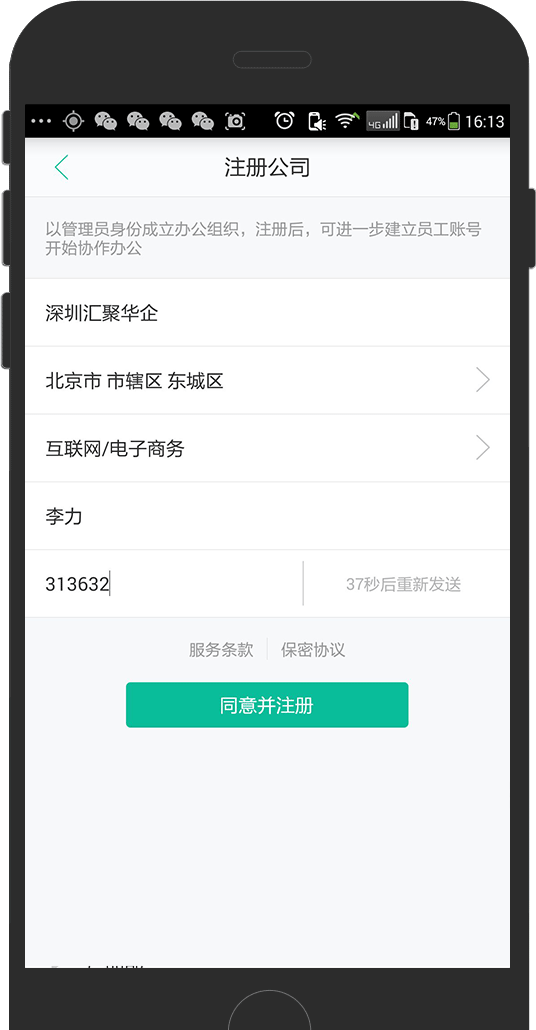 4G 47% 16:13
注册公司
以管理员身份成立办公组织，注册后，可进一步建立员工账号
开始协作办公
深圳汇聚华企
北京市 市辖区 东城区
互联网/电子商务
李力
313632 37秒后重新发送
服务条款 保密协议
同意并注册